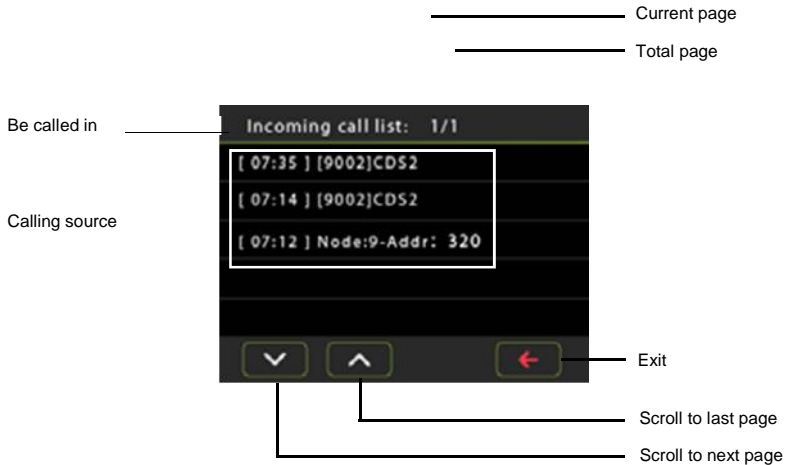 Current page
Total page
Be called in
Incoming call list: 1/1
[ 07:35 ] [9002]CDS2
[ 07:14 ] [9002]CDS2
Calling source
[ 07:12 ] Node:9-Addr: 320
Exit
Scroll to last page
Scroll to next page